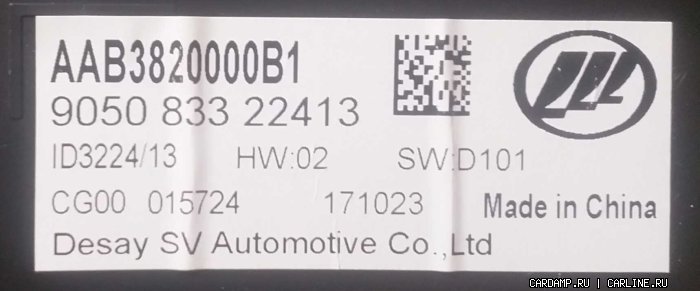 AAB3820000B1
9050 833 22413
ID3224/13 HW:02 SW:D101
CG00 015724 171023 Made in China
Desay SV Automotive Co.,Ltd
CARDAMP.RU | CARLINE.RU